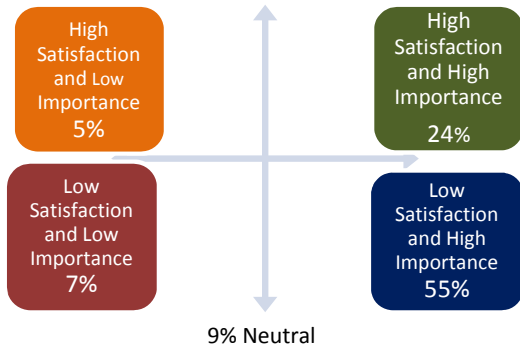 High
Satisfaction
and Low
Importance
5%
High
Satisfaction
and High
Importance
24%
Low
Satisfaction
and Low
Importance
7%
Low
Satisfaction
and High
Importance
55%
9% Neutral